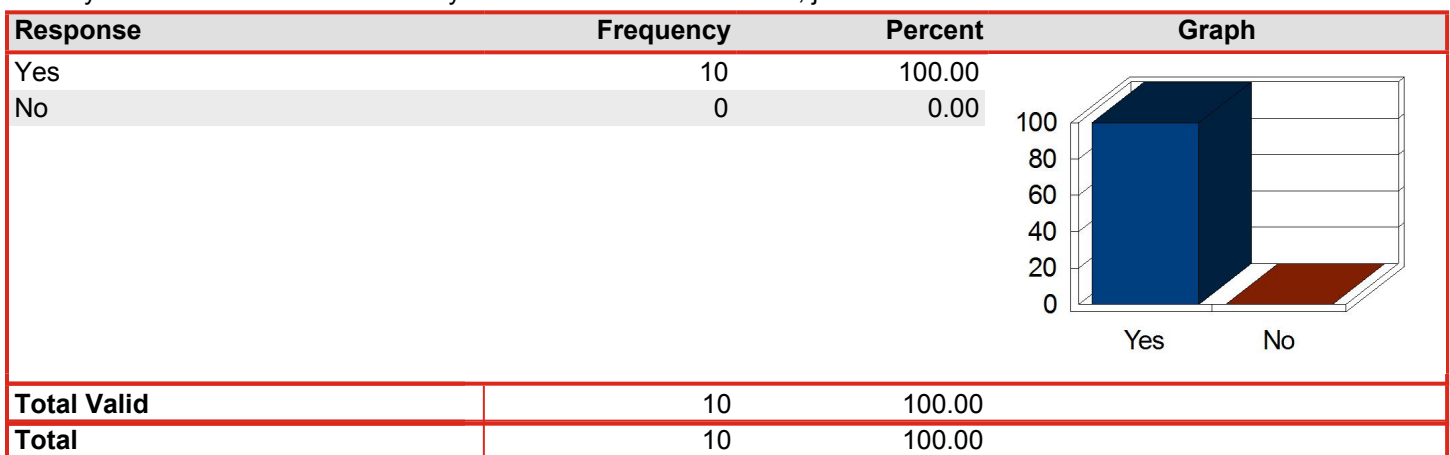 Response Frequency Percent Graph
Yes 10 100.00
No 0 0.00
100
80
60
40
20
0
Yes No
Total Valid 10 100.00
Total 10 100.00